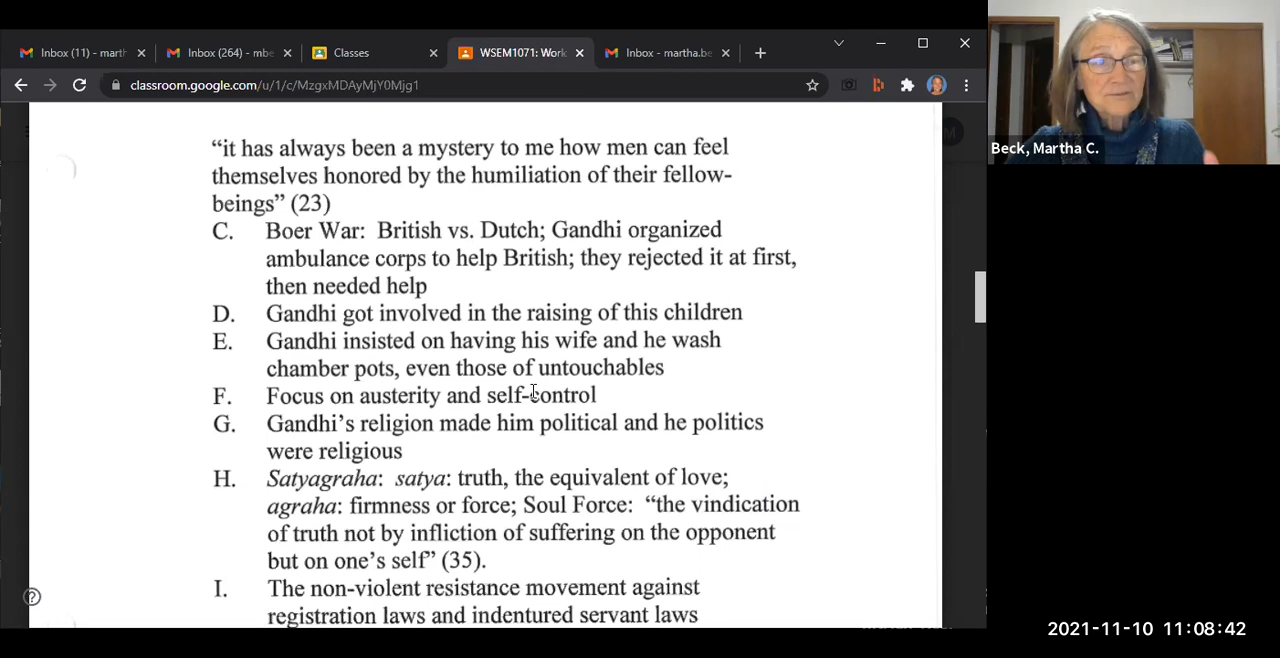 Inbox (11) - mart
Inbox (264) - mbe
Classes
WSEM1071: Work
Inbox - martha.be
classroom.google.com/u/1/c/MzgxMDAyMjY0Mjg1
“it has always been a mystery to me how men can feel
themselves honored by the humiliation of their fellow-
beings” (23)
C. Boer War: British vs. Dutch; Gandhi organized
ambulance corps to help British; they rejected it at first,
then needed help
D. Gandhi got involved in the raising of this children
E. Gandhi insisted on having his wife and he wash
chamber pots, even those of untouchables
F. Focus on austerity and self-control
G. Gandhi’s religion made him political and he politics
were religious
H. Satyagraha: satya: truth, the equivalent of love;
agraha: firmness or force; Soul Force: “the vindication
of truth not by infliction of suffering on the opponent
but on one’s self” (35).
I. The non-violent resistance movement against
registration laws and indentured servant laws
Beck, Martha C.
2021-11-10 11:08:42